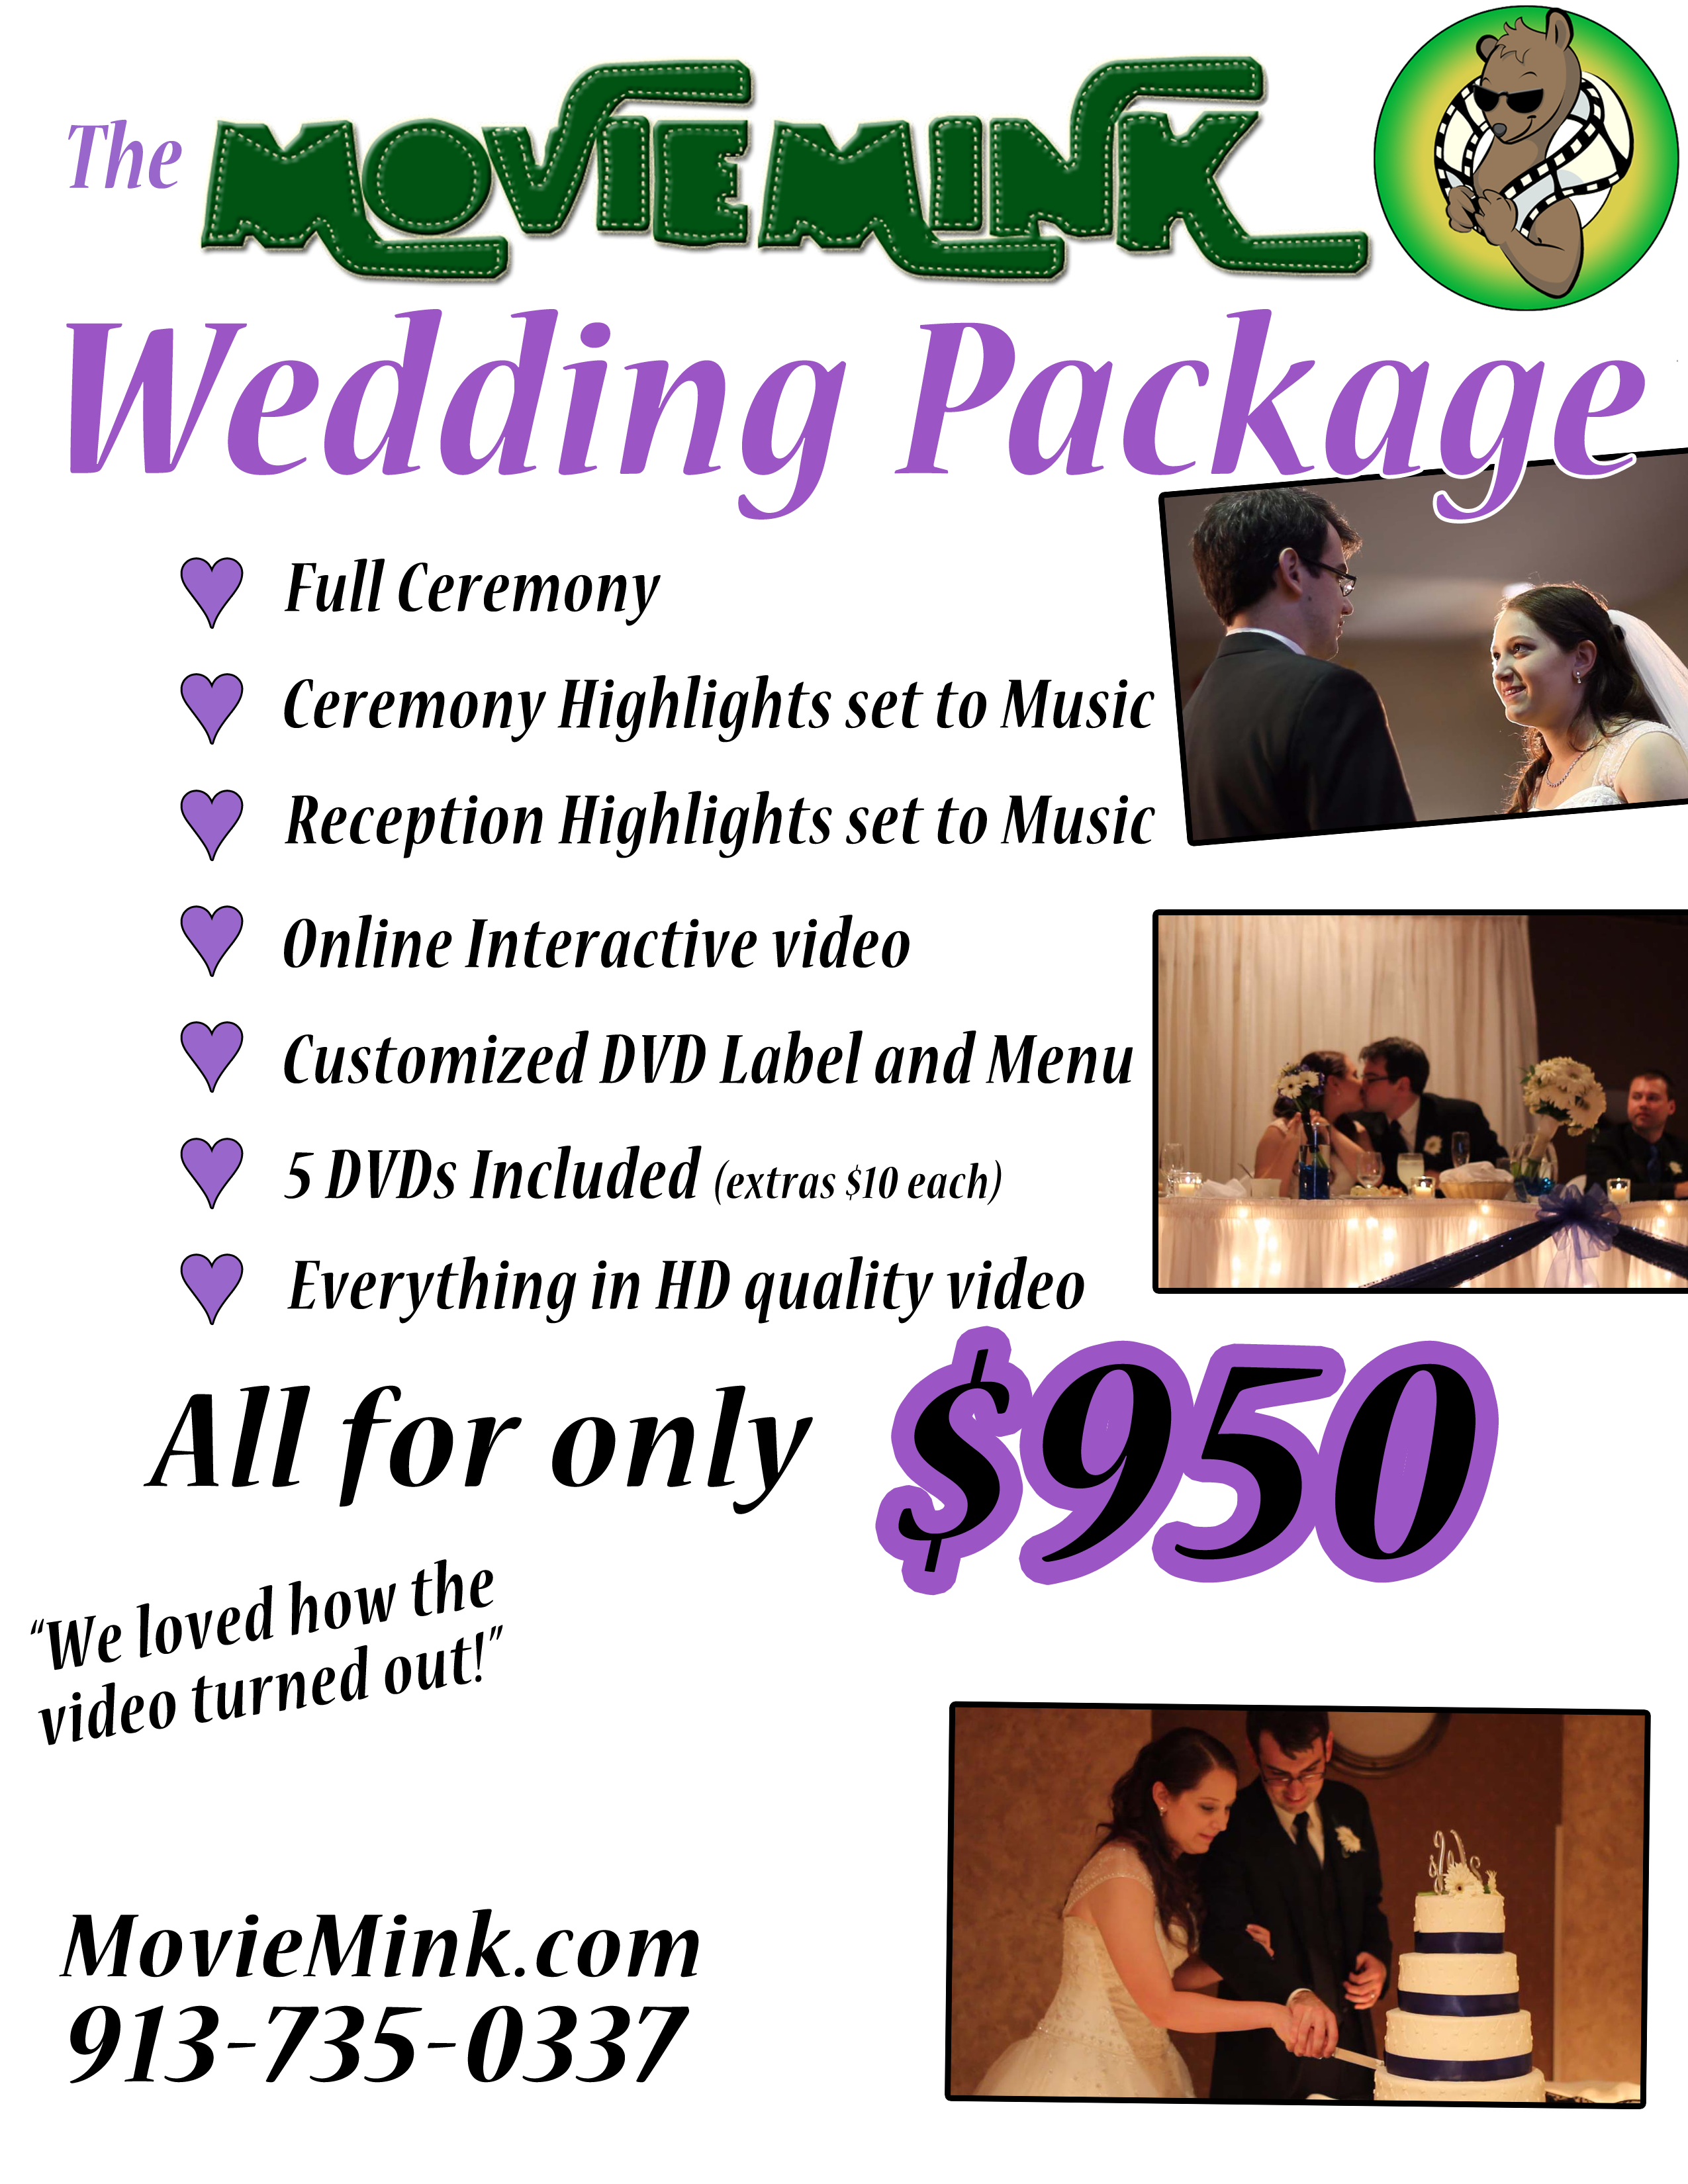 The MOVIEMINK
Wedding Package
Full Ceremony
Ceremony Highlights set to Music
Reception Highlights set to Music
Online Interactive video
Customized DVD Label and Menu
5 DVDs Included (extras $10 each)
Everything in HD quality video
All for only $950
“We loved how the
video turned out!”
MovieMink.com
913-735-0337